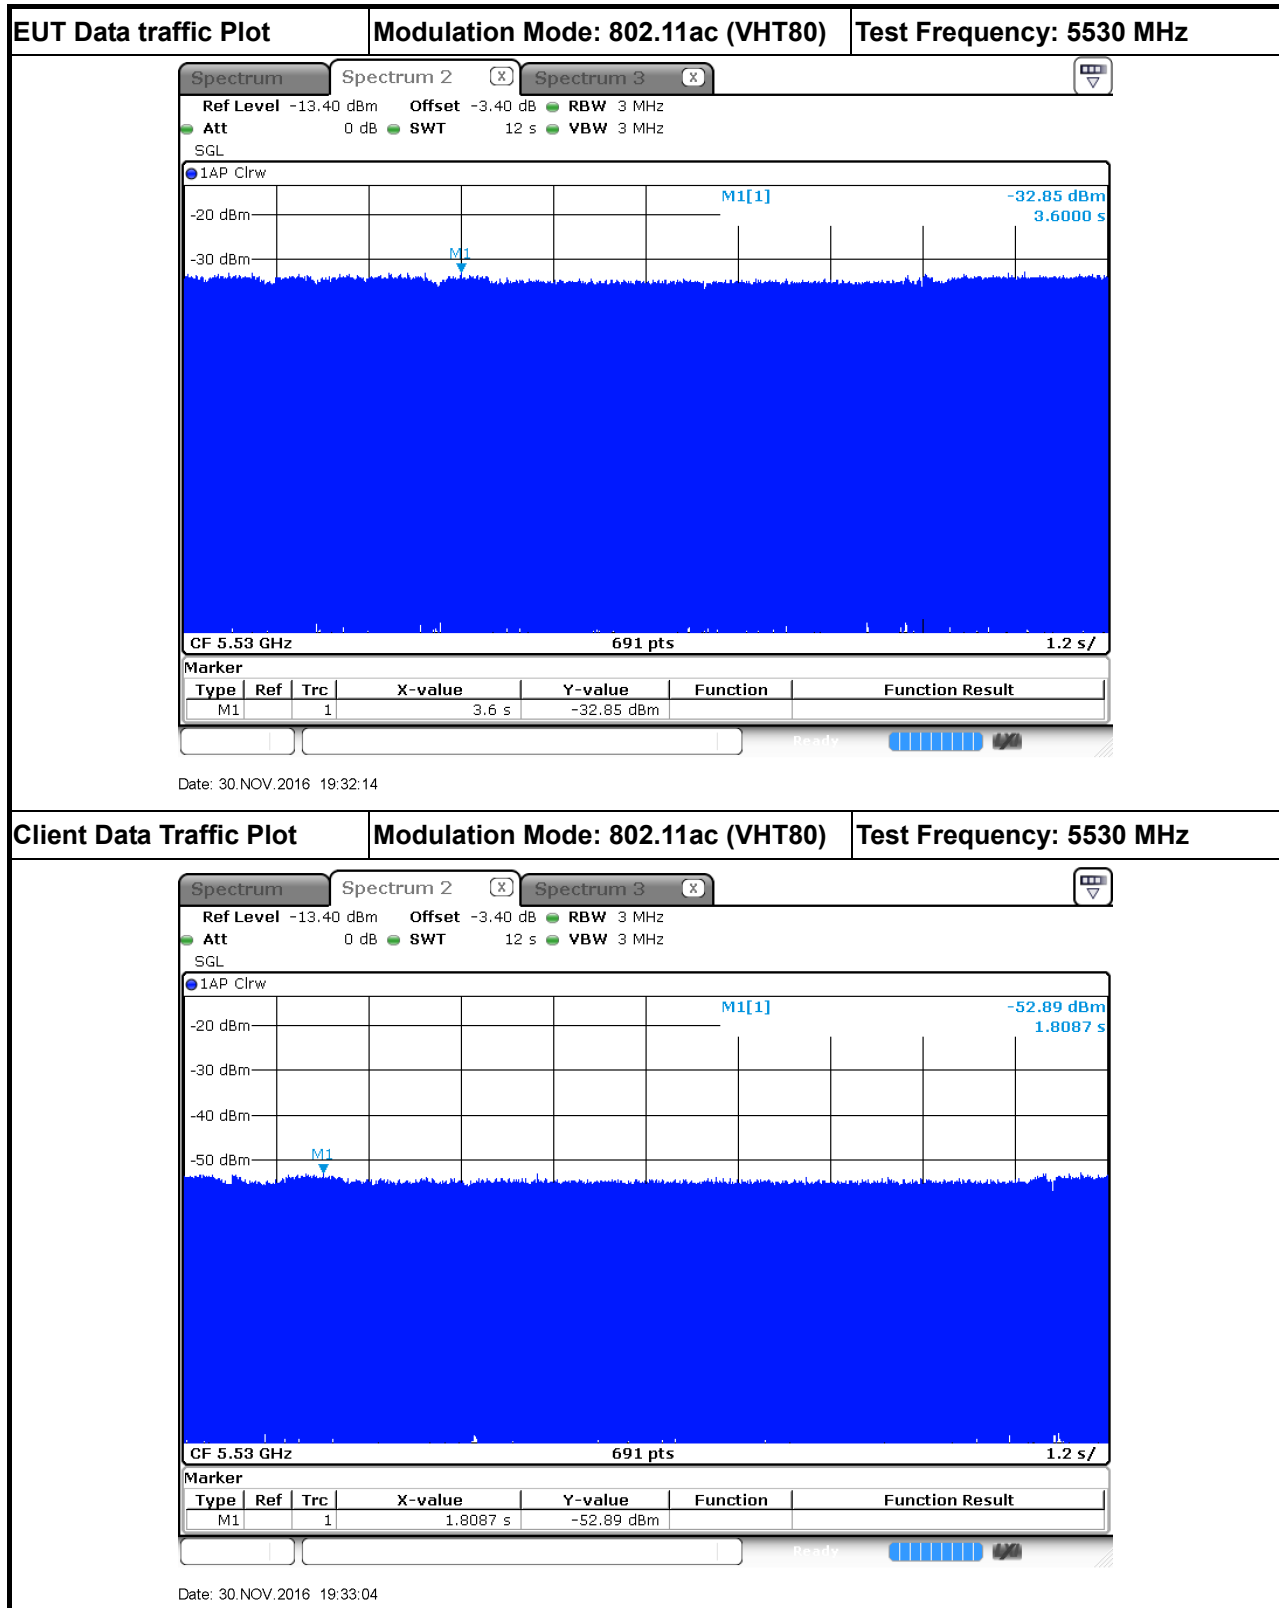 EUT Data traffic Plot Modulation Mode: 802.11ac (VHT80) Test Frequency: 5530 MHz
Spectrum Spectrum 2 X Spectrum 3 X
Ref Level -13.40 dBm Offset -3.40 dB RBW 3 MHz
Att 0 dB SWT 12 s VBW 3 MHz
SGL
1AP Clrw
M1[1] -32.85 dBm
-20 dBm 3.6000 s
M1
-30 dBm
CF 5.53 GHz 691 pts 1.2 s/
Marker
Type Ref Trc X-value Y-value Function Function Result
M1 1 3.6 s -32.85 dBm
Ready
Date: 30.NOV.2016 19:32:14
Client Data Traffic Plot Modulation Mode: 802.11ac (VHT80) Test Frequency: 5530 MHz
Spectrum Spectrum 2 X Spectrum 3 X
Ref Level -13.40 dBm Offset -3.40 dB RBW 3 MHz
Att 0 dB SWT 12 s VBW 3 MHz
SGL
1AP Clrw
M1[1] -52.89 dBm
-20 dBm 1.8087 s
-30 dBm
-40 dBm
M1
-50 dBm
CF 5.53 GHz 691 pts 1.2 s/
Marker
Type Ref Trc X-value Y-value Function Function Result
M1 1 1.8087 s -52.89 dBm
Ready
Date: 30.NOV.2016 19:33:04